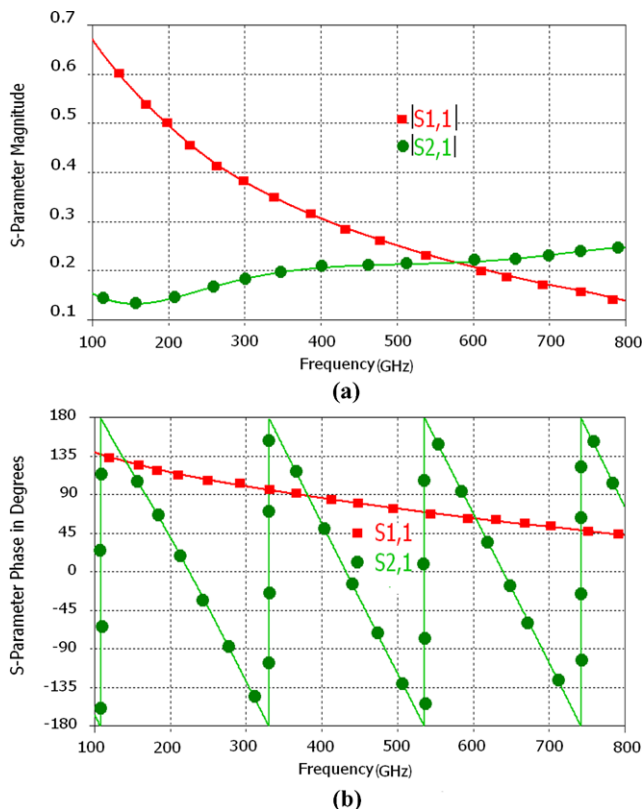 0.7
0.6
0.5
0.4
0.3
0.2
0.1
S-Parameter Magnitude
|S1,1|
|S2,1|
100 200 300 400 500 600 700 800
Frequency(GHz)
(a)
180
135
90
45
0
-45
-90
-135
-180
S-Parameter Phase in Degrees
S1,1
S2,1
100 200 300 400 500 600 700 800
Frequency(GHz)
(b)